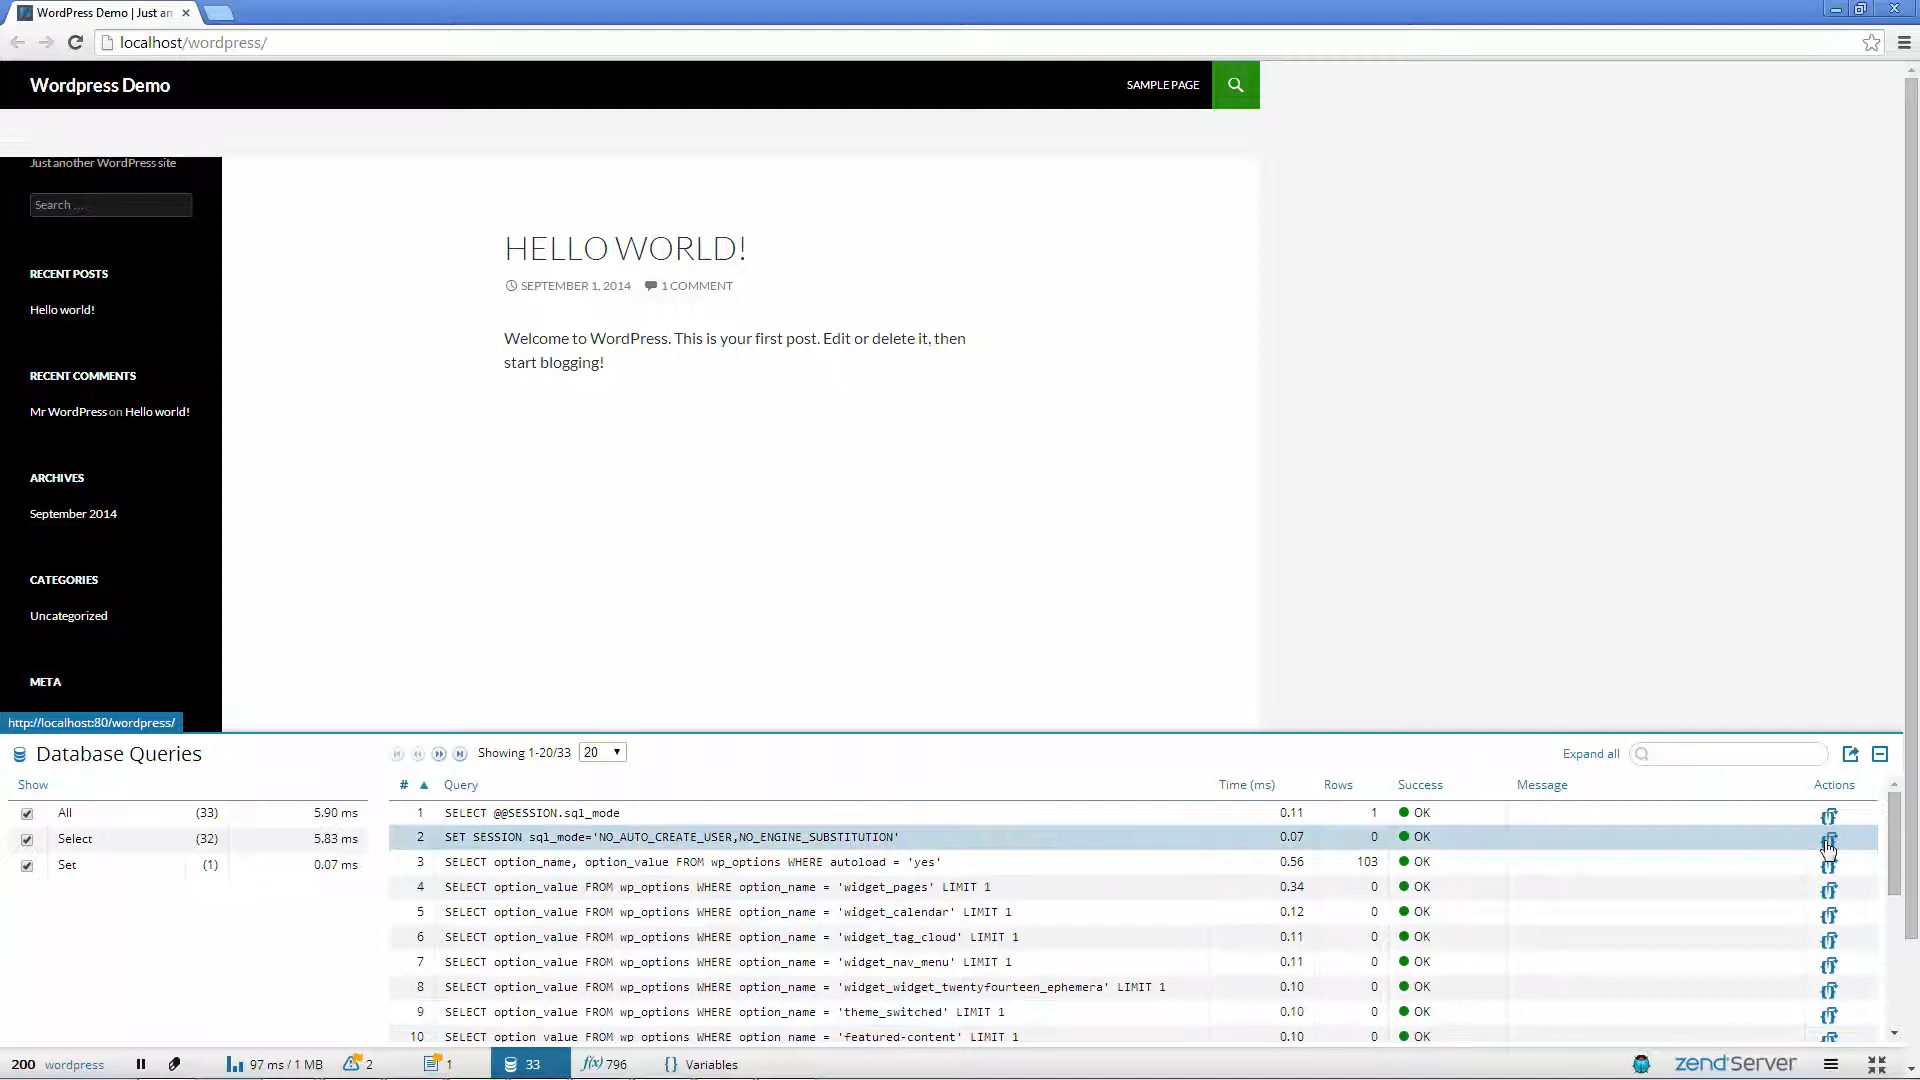 WordPress Demo | Just an
localhost/wordpress/
Wordpress Demo
SAMPLE PAGE
Just another WordPress site
Search ...
RECENT POSTS
Hello world!
RECENT COMMENTS
Mr WordPress on Hello world!
ARCHIVES
September 2014
CATEGORIES
Uncategorized
META
HELLO WORLD!
SEPTEMBER 1, 2014 1 COMMENT
Welcome to WordPress. This is your first post. Edit or delete it, then
start blogging!
http://localhost:80/wordpress/
Database Queries
Showing 1-20/33 20
Expand all
Show
All (33) 5.90 ms
Select (32) 5.83 ms
Set (1) 0.07 ms
# Query Time (ms) Rows Success Message Actions
1 SELECT @@SESSION.sql_mode 0.11 1 OK
2 SET SESSION sql_mode='NO_AUTO_CREATE_USER,NO_ENGINE_SUBSTITUTION' 0.07 0 OK
3 SELECT option_name, option_value FROM wp_options WHERE autoload = 'yes' 0.56 103 OK
4 SELECT option_value FROM wp_options WHERE option_name = 'widget_pages' LIMIT 1 0.34 0 OK
5 SELECT option_value FROM wp_options WHERE option_name = 'widget_calendar' LIMIT 1 0.12 0 OK
6 SELECT option_value FROM wp_options WHERE option_name = 'widget_tag_cloud' LIMIT 1 0.11 0 OK
7 SELECT option_value FROM wp_options WHERE option_name = 'widget_nav_menu' LIMIT 1 0.11 0 OK
8 SELECT option_value FROM wp_options WHERE option_name = 'widget_widget_twentyfourteen_ephemera' LIMIT 1 0.10 0 OK
9 SELECT option_value FROM wp_options WHERE option_name = 'theme_switched' LIMIT 1 0.10 0 OK
10 SELECT option_value FROM wp_options WHERE option_name = 'featured-content' LIMIT 1 0.10 0 OK
200 wordpress 97 ms / 1 MB 2 1 33 f(x) 796 {} Variables zend Server